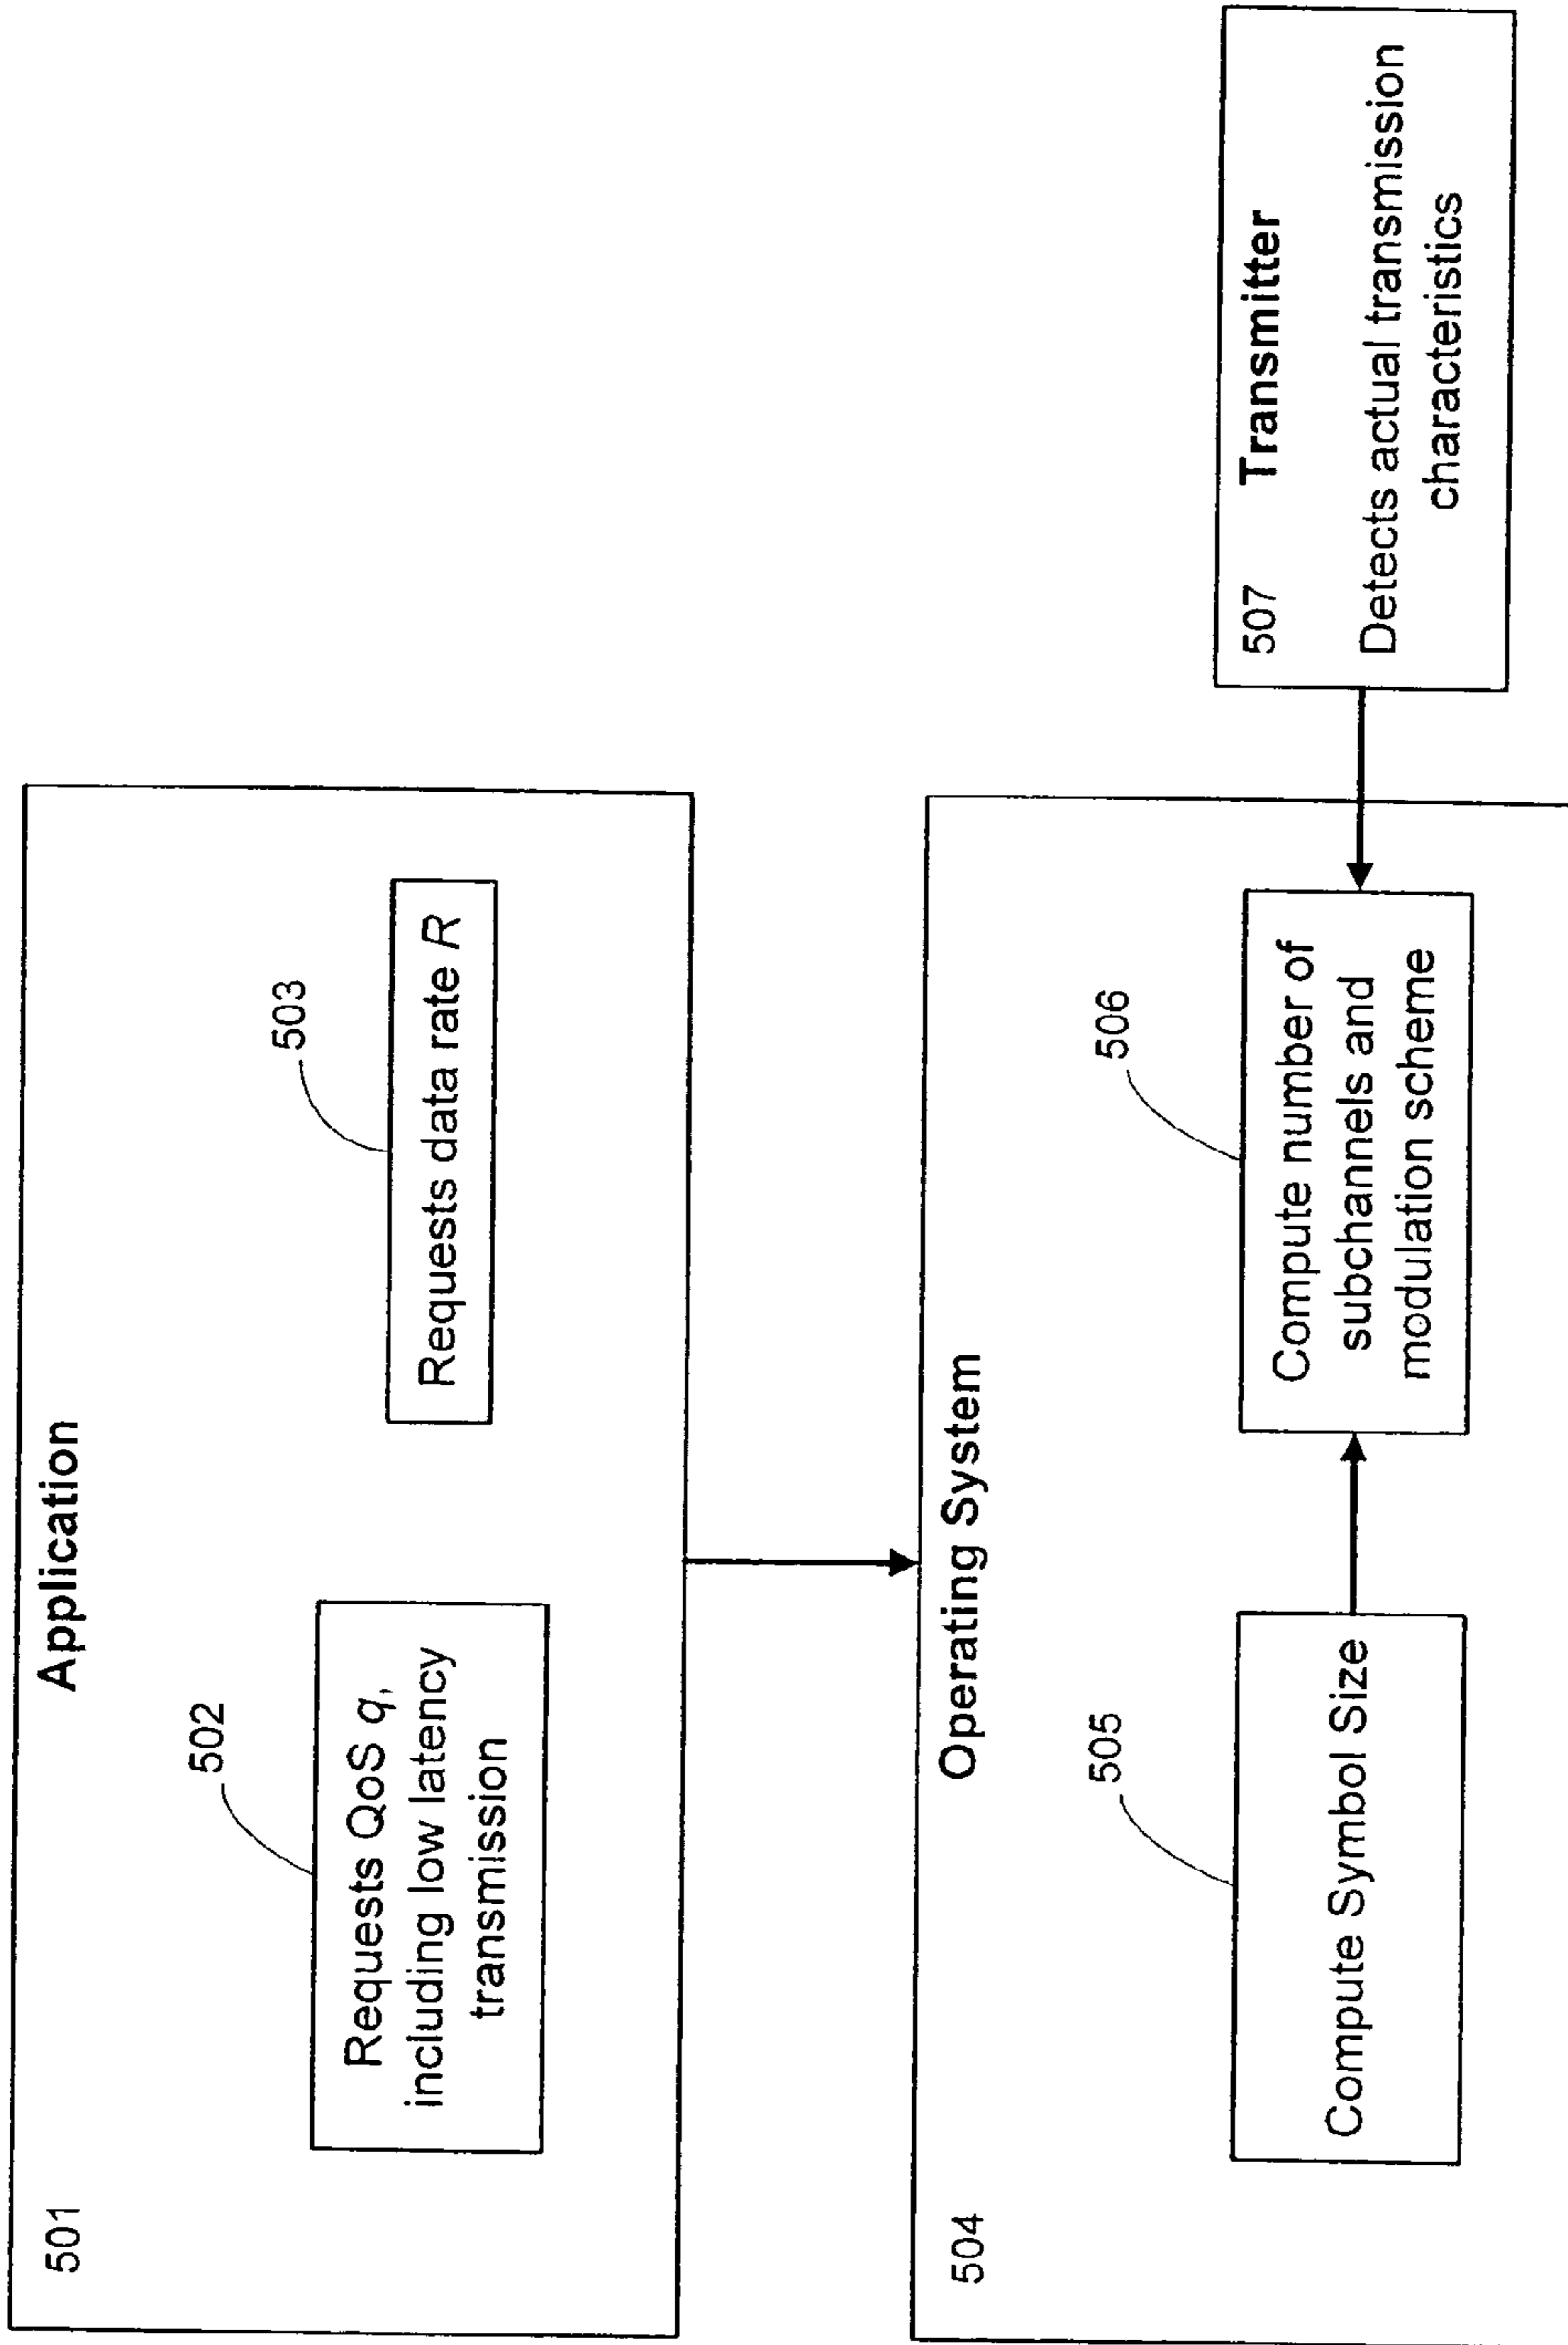 501
Application
502
Requests QoS q,
including low latency
transmission
503
Requests data rate R
504
Operating System
505
Compute Symbol Size
506
Compute number of
subchannels and
modulation scheme
507 Transmitter
Detects actual transmission
characteristics